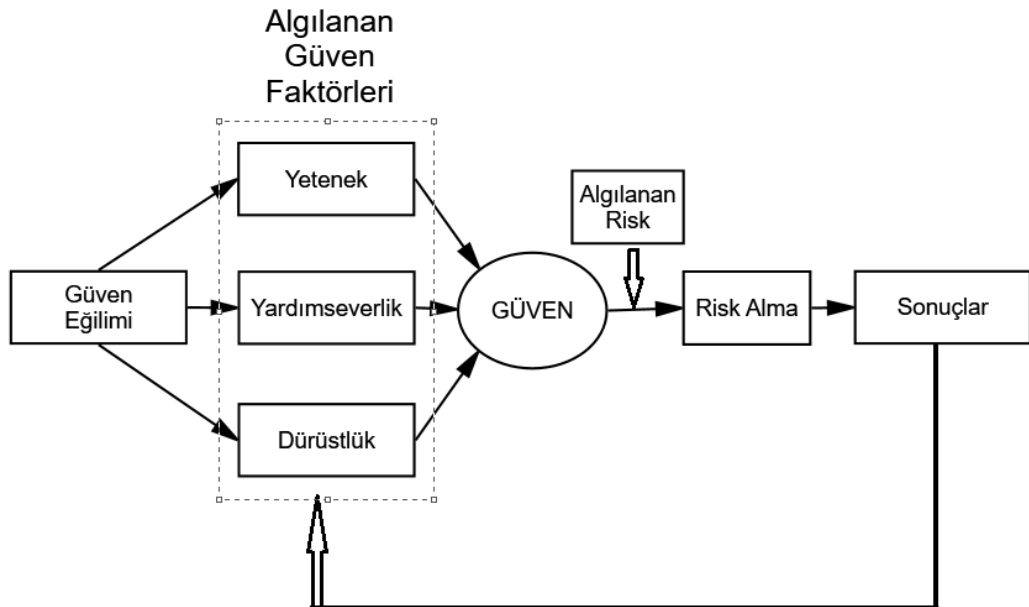 Algılanan
Güven
Faktörleri
Yetenek
Algılanan
Risk
Güven
Eğilimi
Yardımseverlik
GÜVEN
Risk Alma
Sonuçlar
Dürüstlük